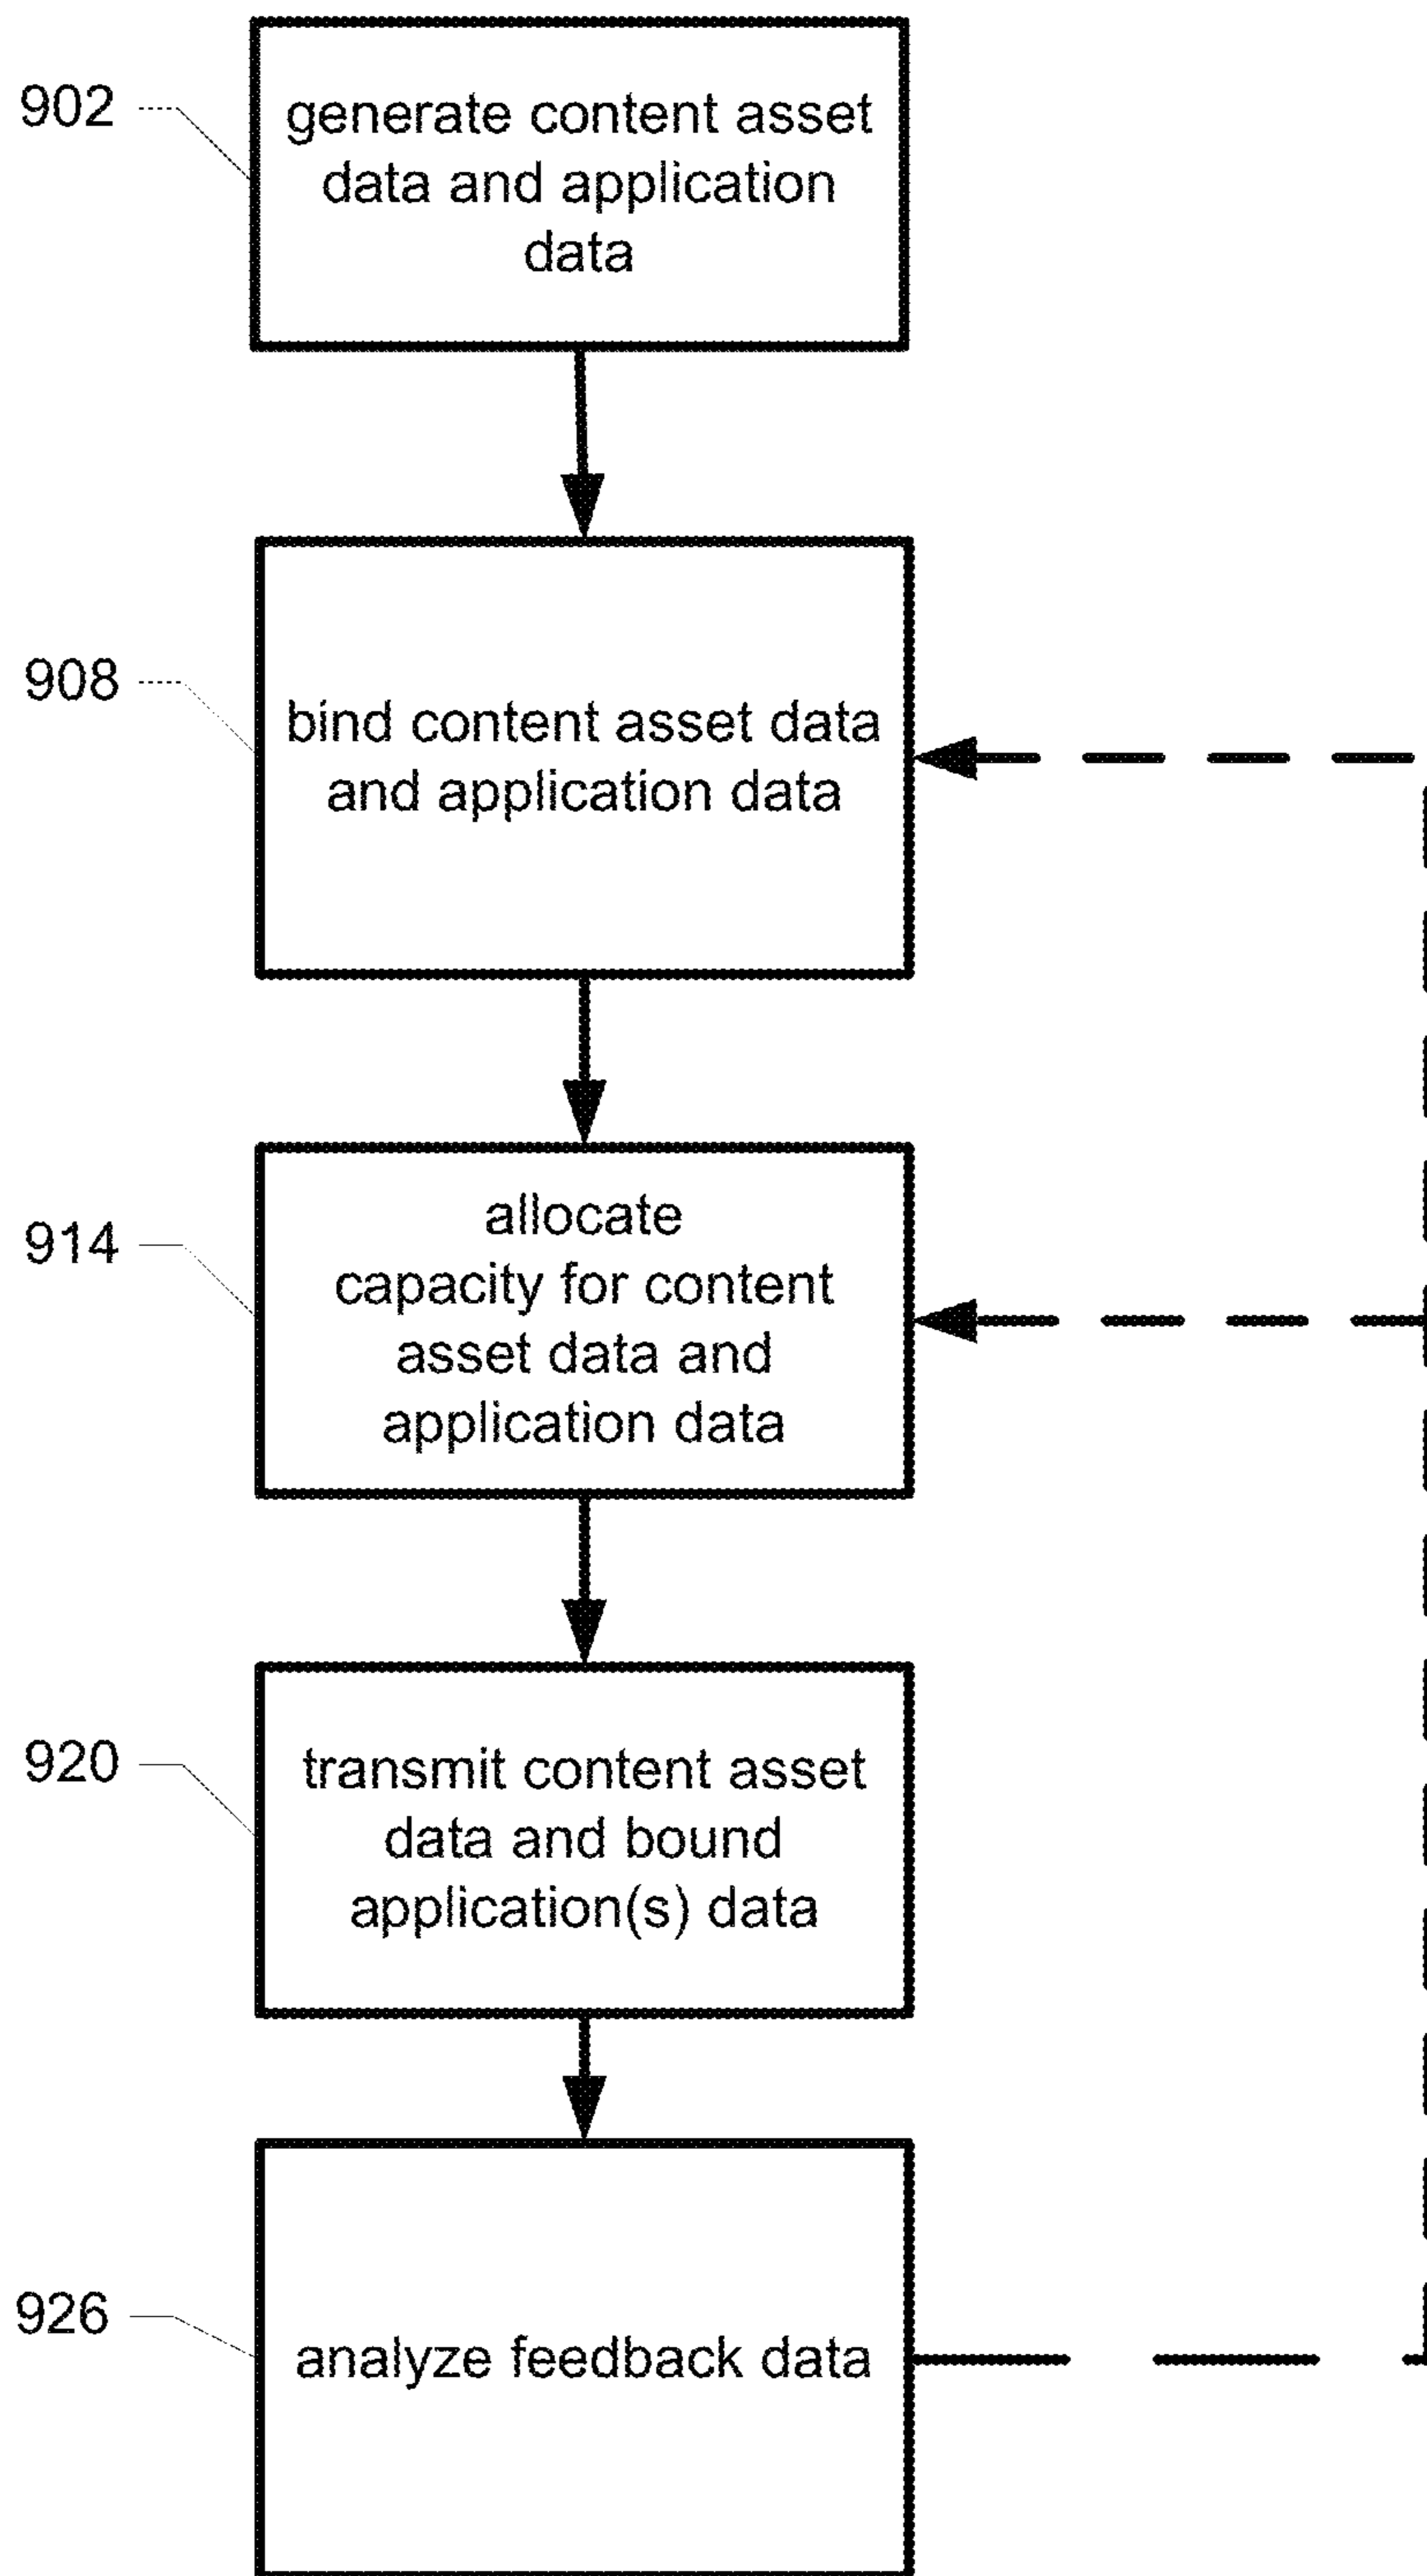 902
generate content asset
data and application
data
908
bind content asset data
and application data
914
allocate
capacity for content
asset data and
application data
920
transmit content asset
data and bound
application(s) data
926
analyze feedback data